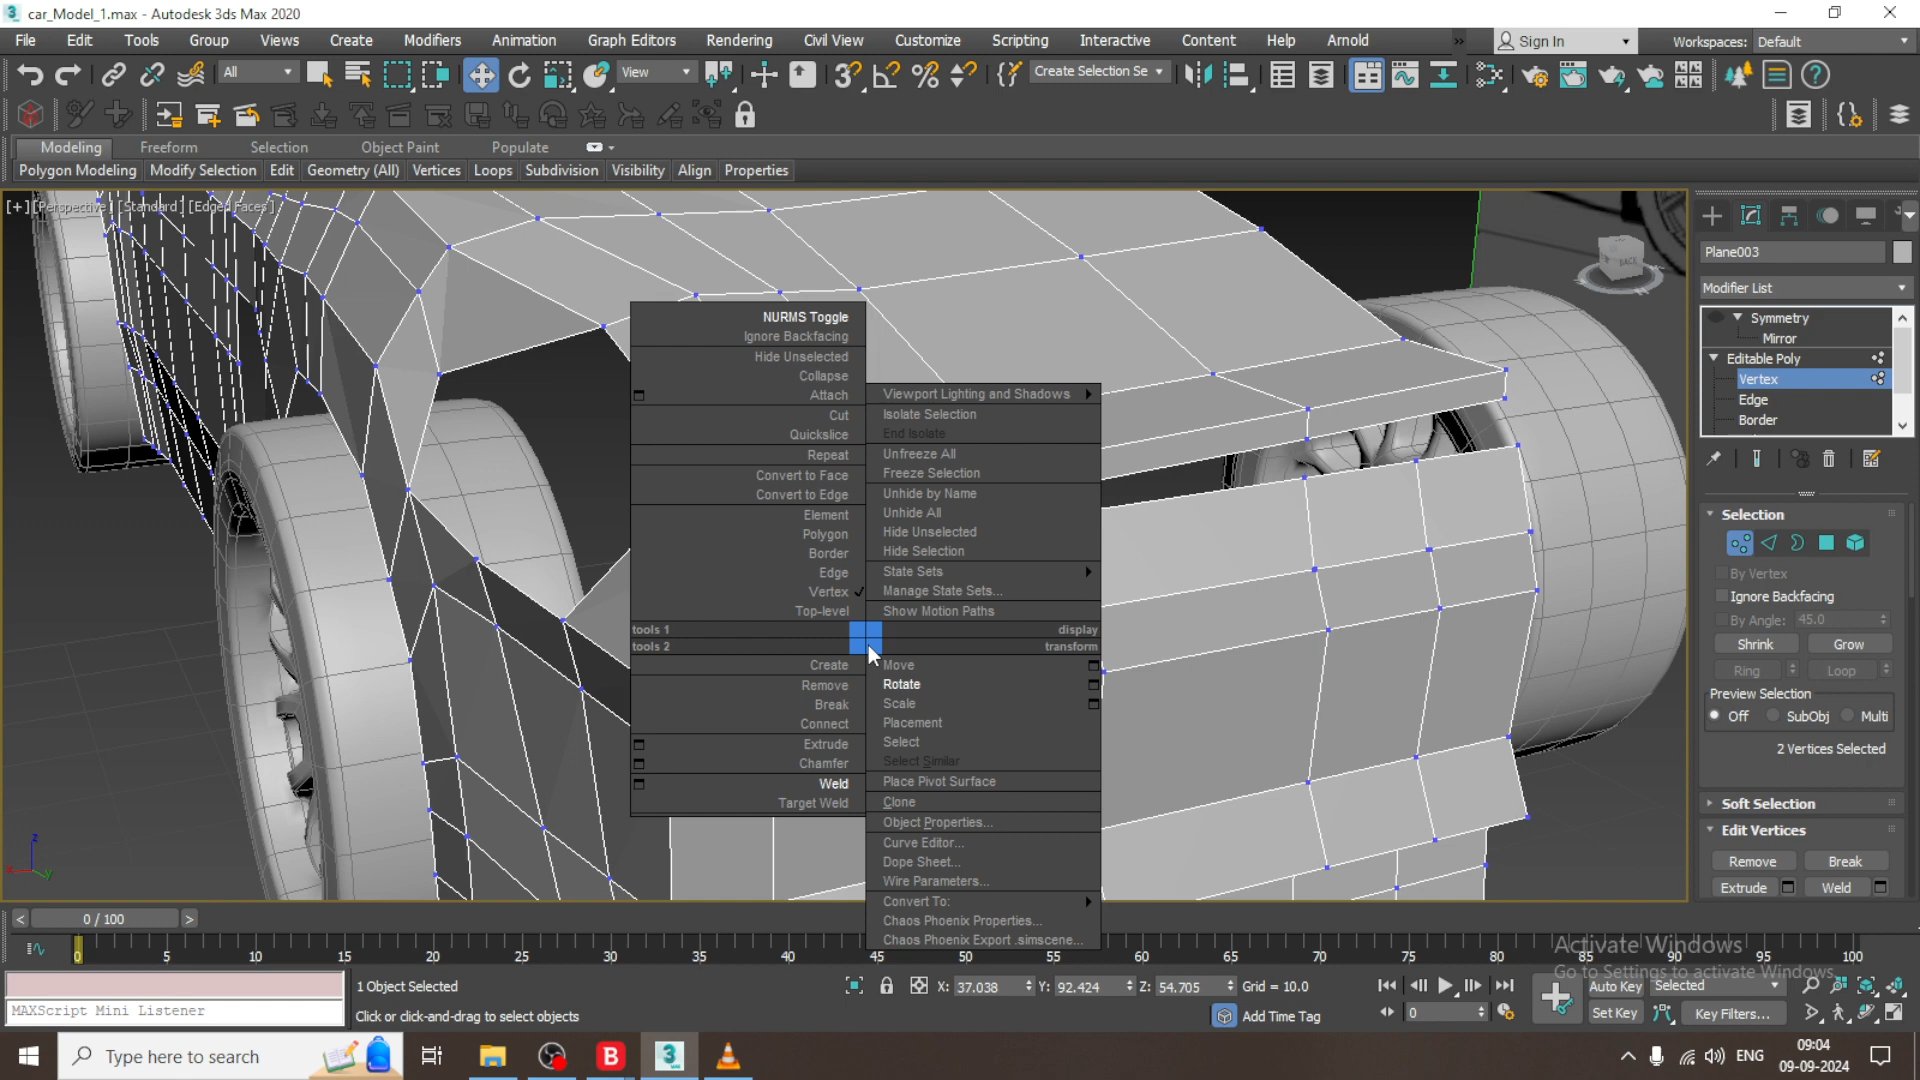 car_Model_1.max - Autodesk 3ds Max 2020
File Edit Tools Group Views Create Modifiers Animation Graph Editors Rendering Civil View Customize Scripting Interactive Content Help Arnold Sign In Workspaces: Default
All View Create Selection Se
Modeling Freeform Selection Object Paint Populate
Polygon Modeling Modify Selection Edit Geometry (All) Vertices Loops Subdivision Visibility Align Properties
[+] [Perspective] [Standard] [Edged Faces]
NURMS Toggle
Ignore Backfacing
Hide Unselected
Collapse
Attach
Cut
Quickslice
Repeat
Convert to Face
Convert to Edge
Element
Polygon
Border
Edge
Vertex
Top-level
tools 1
tools 2
Create
Remove
Break
Connect
Extrude
Chamfer
Weld
Target Weld
Viewport Lighting and Shadows
Isolate Selection
End Isolate
Unfreeze All
Freeze Selection
Unhide by Name
Unhide All
Hide Unselected
Hide Selection
State Sets
Manage State Sets...
Show Motion Paths
display
transform
Move
Rotate
Scale
Placement
Select
Select Similar
Place Pivot Surface
Clone
Object Properties...
Curve Editor...
Dope Sheet...
Wire Parameters...
Convert To:
Chaos Phoenix Properties...
Chaos Phoenix Export .simscene...
BACK
Plane003
Modifier List
Symmetry
Mirror
Editable Poly
Vertex
Edge
Border
Selection
By Vertex
Ignore Backfacing
By Angle: 45.0
Shrink Grow
Ring Loop
Preview Selection
Off SubObj Multi
2 Vertices Selected
Soft Selection
Edit Vertices
Remove Break
Extrude Weld
z
x
y
< 0 / 100 >
0 5 10 15 20 25 30 35 40 45 50 55 60 65 70 75 80 85 90 95 100
Activate Windows
Go to Settings to activate Windows.
MAXScript Mini Listener
1 Object Selected
Click or click-and-drag to select objects
X: 37.038 Y: 92.424 Z: 54.705 Grid = 10.0
Add Time Tag
0
Auto Key Selected
Set Key Key Filters...
Type here to search
B
3
ENG
09:04
09-09-2024